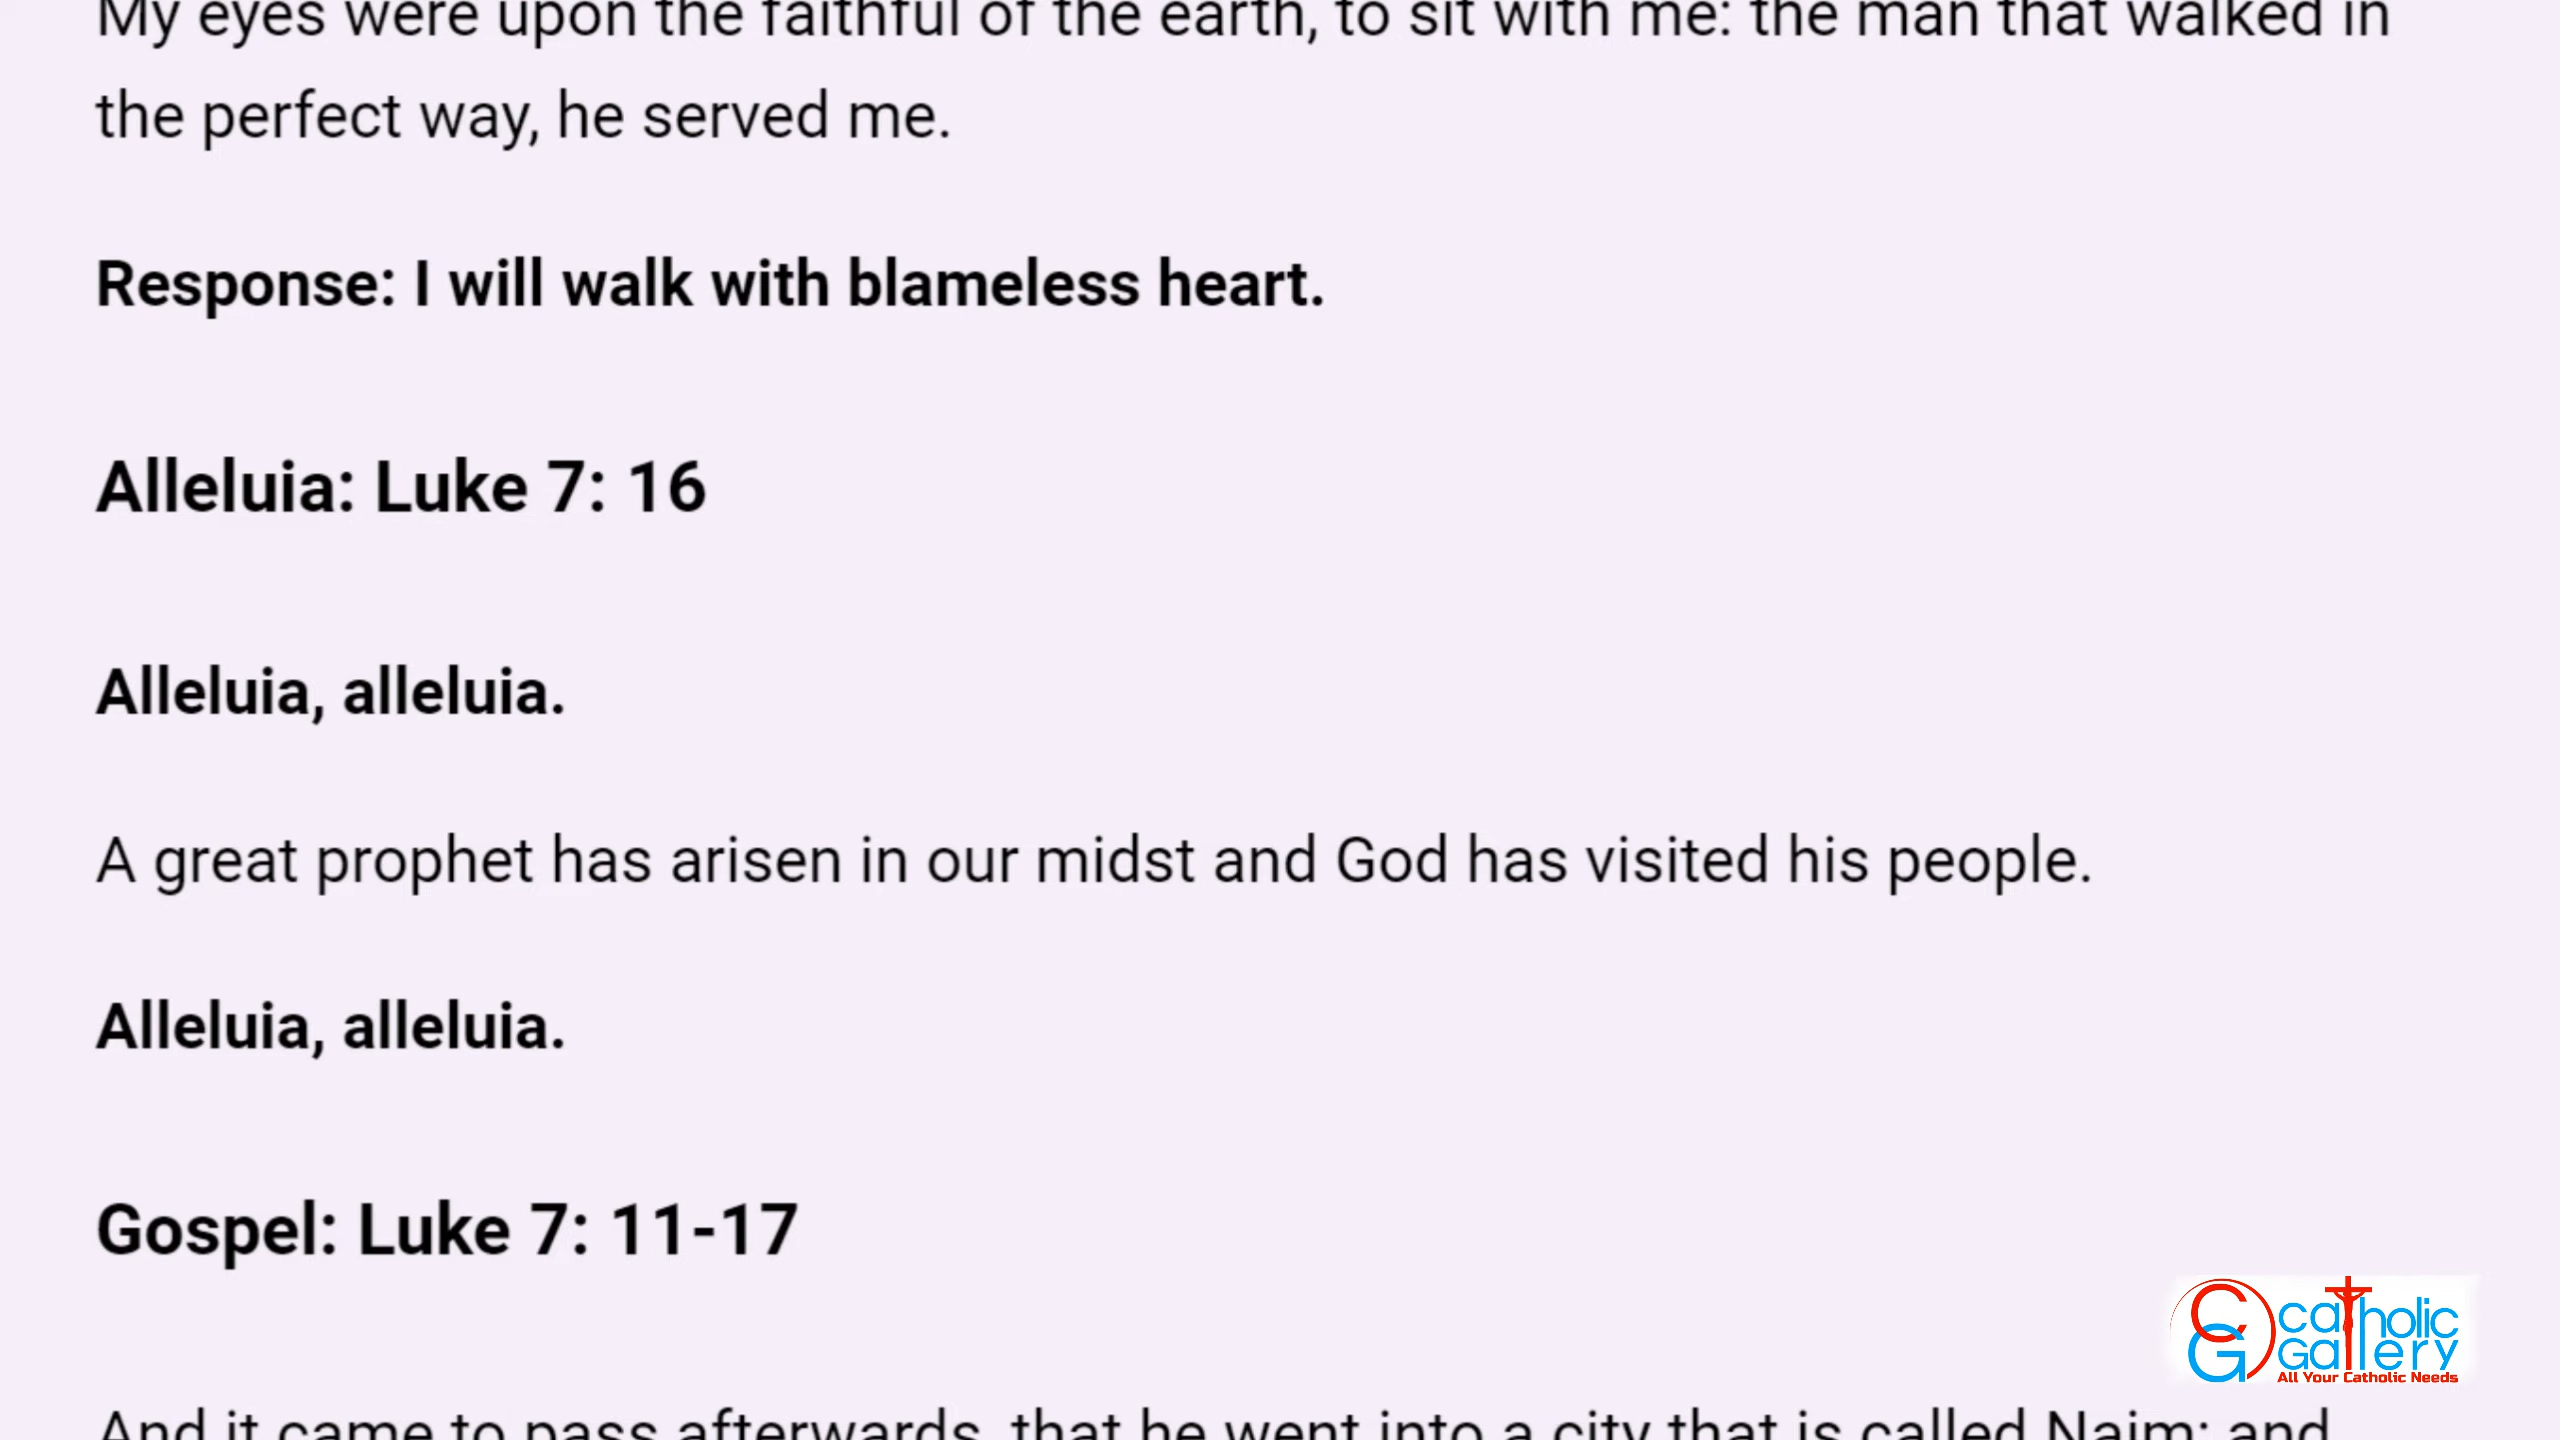 My eyes were upon the faithful of the earth, to sit with me: the man that walked in
the perfect way, he served me.
Response: I will walk with blameless heart.
Alleluia: Luke 7: 16
Alleluia, alleluia.
A great prophet has arisen in our midst and God has visited his people.
Alleluia, alleluia.
Gospel: Luke 7: 11-17
CG catholic
Gallery
All Your Catholic Needs
And it came to pass afterwards, that he went into a city that is called Naim; and